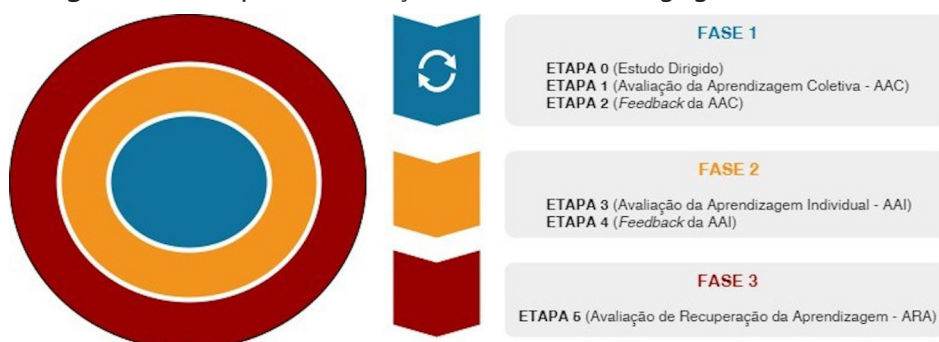 FASE 1
ETAPA 0 (Estudo Dirigido)
ETAPA 1 (Avaliação da Aprendizagem Coletiva - AAC)
ETAPA 2 (Feedback da AAC)
FASE 2
ETAPA 3 (Avaliação da Aprendizagem Individual - AAI)
ETAPA 4 (Feedback da AAI)
FASE 3
ETAPA 5 (Avaliação de Recuperação da Aprendizagem - ARA)